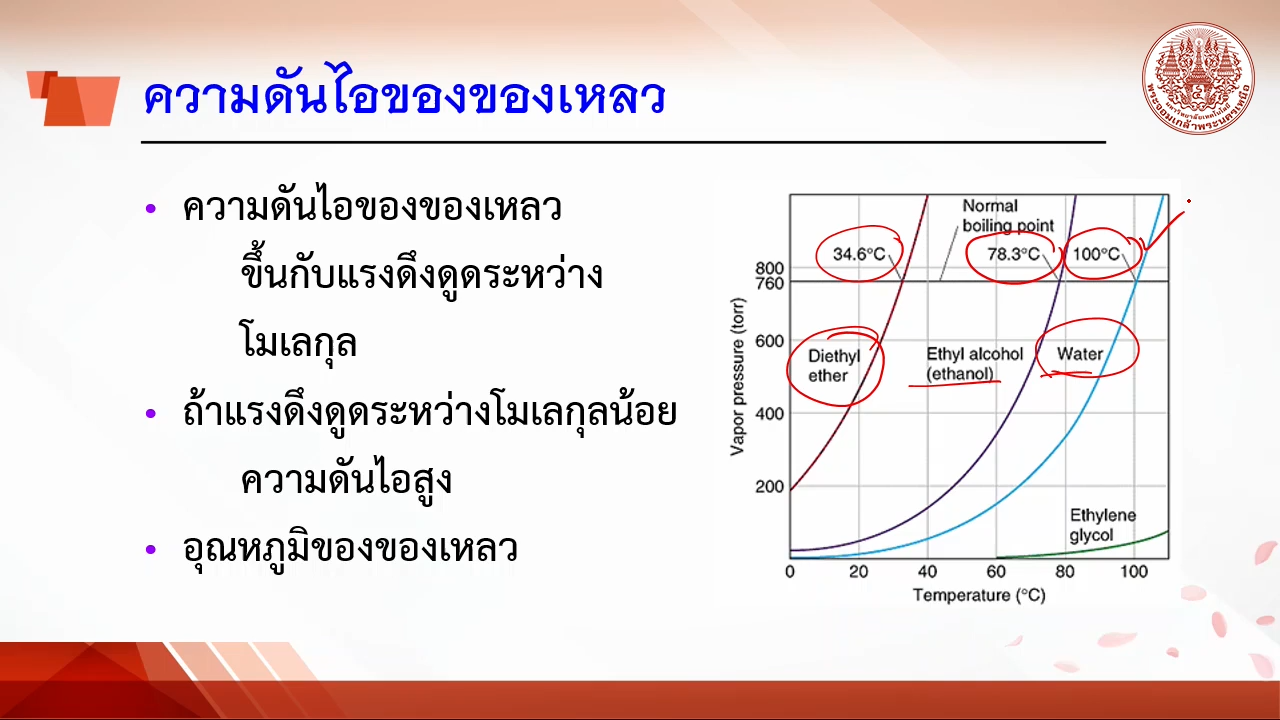 ความดันไอของของเหลว
• ความดันไอของของเหลว
ขึ้นกับแรงดึงดูดระหว่าง
โมเลกุล
• ถ้าแรงดึงดูดระหว่างโมเลกุลน้อย
ความดันไอสูง
• อุณหภูมิของของเหลว
Normal
boiling point
34.6°C
78.3°C
100°C
800
760
600
400
200
Vapor pressure (torr)
Diethyl
ether
Ethyl alcohol
(ethanol)
Water
Ethylene
glycol
0 20 40 60 80 100
Temperature (°C)